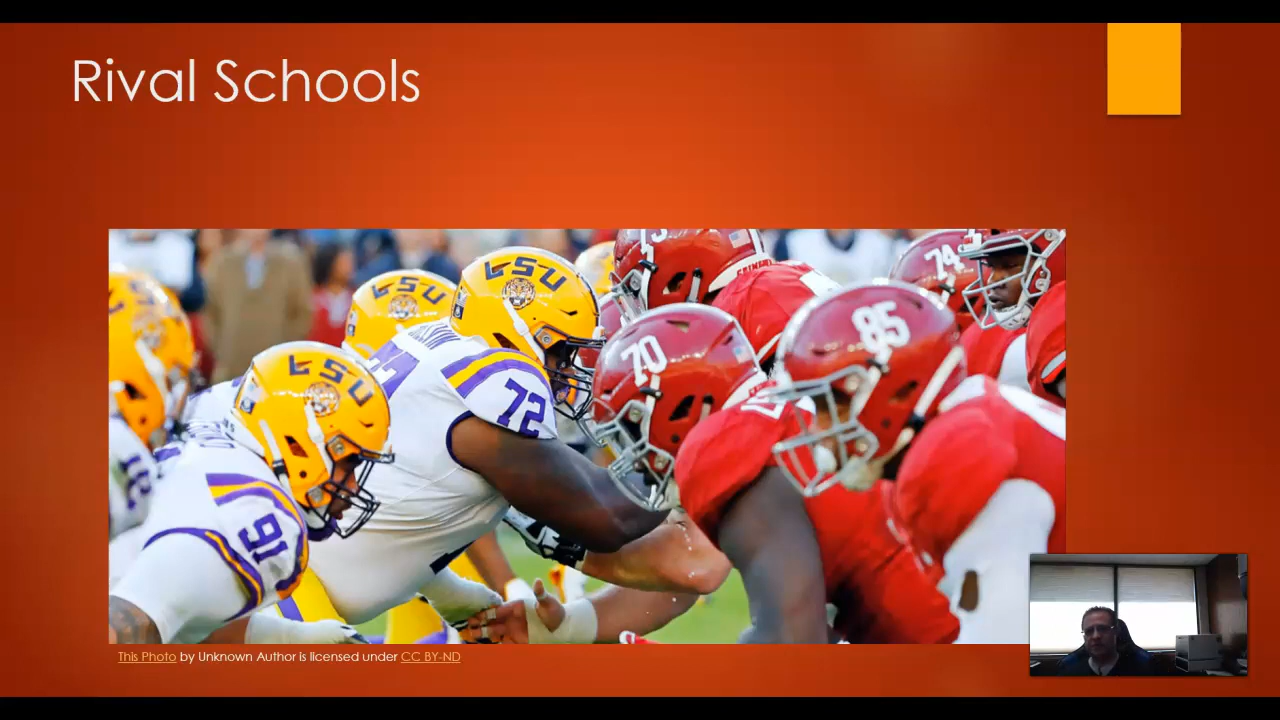 Rival Schools
LSU
LSU
LSU
72
91
12
70
85
74
This Photo by Unknown Author is licensed under CC BY-ND